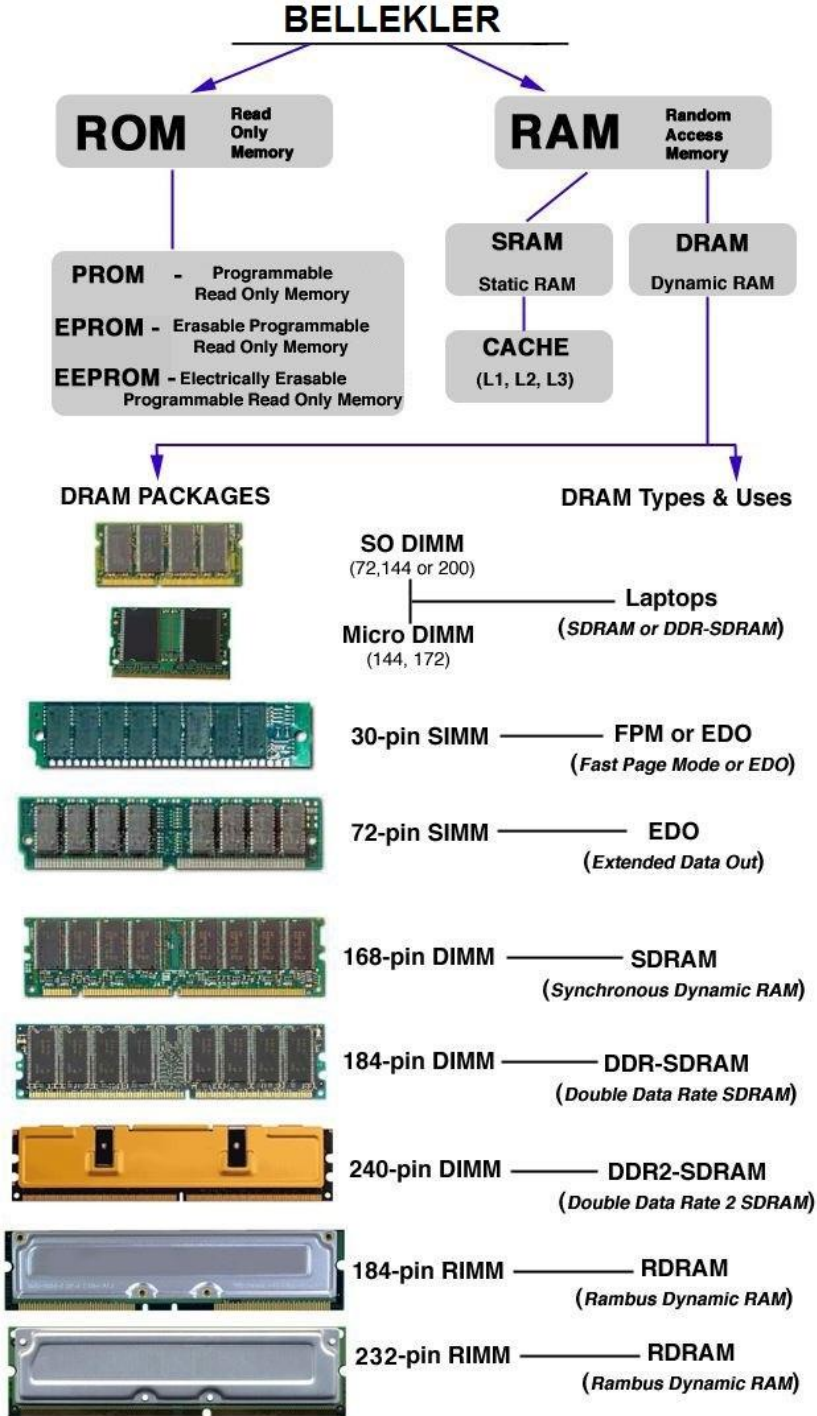 BELLEKLER
ROM
Read
Only
Memory
RAM
Random
Access
Memory
PROM - Programmable
Read Only Memory
EPROM - Erasable Programmable
Read Only Memory
EEPROM - Electrically Erasable
Programmable Read Only Memory
SRAM
Static RAM
DRAM
Dynamic RAM
CACHE
(L1, L2, L3)
DRAM PACKAGES
DRAM Types & Uses
SO DIMM
(72,144 or 200)
Micro DIMM
(144, 172)
Laptops
(SDRAM or DDR-SDRAM)
30-pin SIMM
FPM or EDO
(Fast Page Mode or EDO)
72-pin SIMM
EDO
(Extended Data Out)
168-pin DIMM
SDRAM
(Synchronous Dynamic RAM)
184-pin DIMM
DDR-SDRAM
(Double Data Rate SDRAM)
240-pin DIMM
DDR2-SDRAM
(Double Data Rate 2 SDRAM)
184-pin RIMM
RDRAM
(Rambus Dynamic RAM)
232-pin RIMM
RDRAM
(Rambus Dynamic RAM)